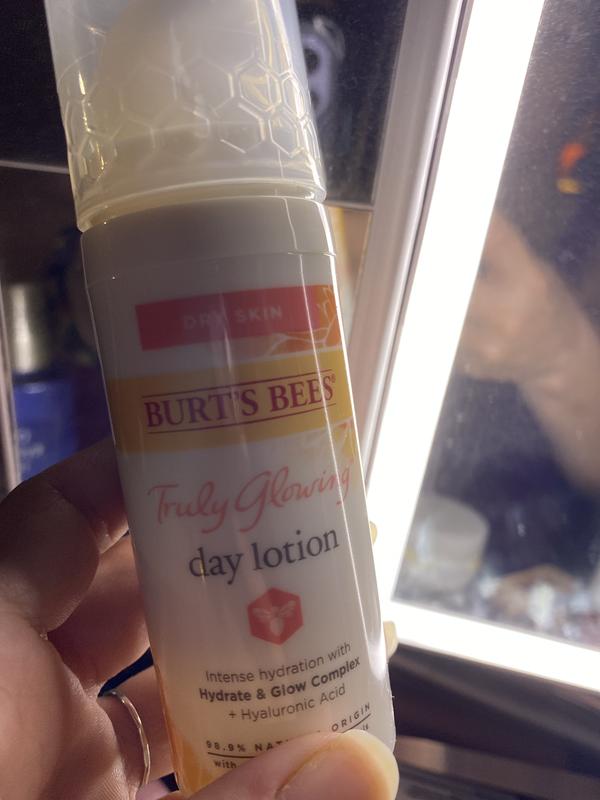 DRY SKIN
BURT'S BEES®
Truly Glowing
day lotion
Intense hydration with
Hydrate & Glow Complex
+ Hyaluronic Acid
98.9% ORIGIN
with